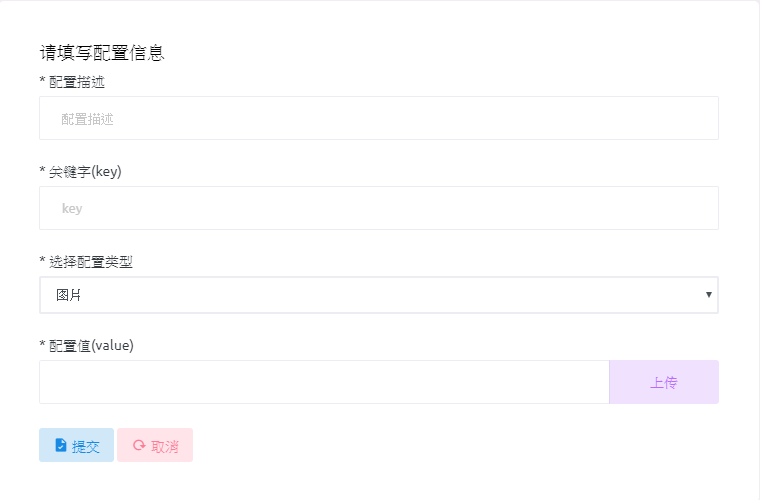 请填写配置信息
* 配置描述
配置描述
* 关键字(key)
key
* 选择配置类型
图片
* 配置值(value)
上传
提交 取消